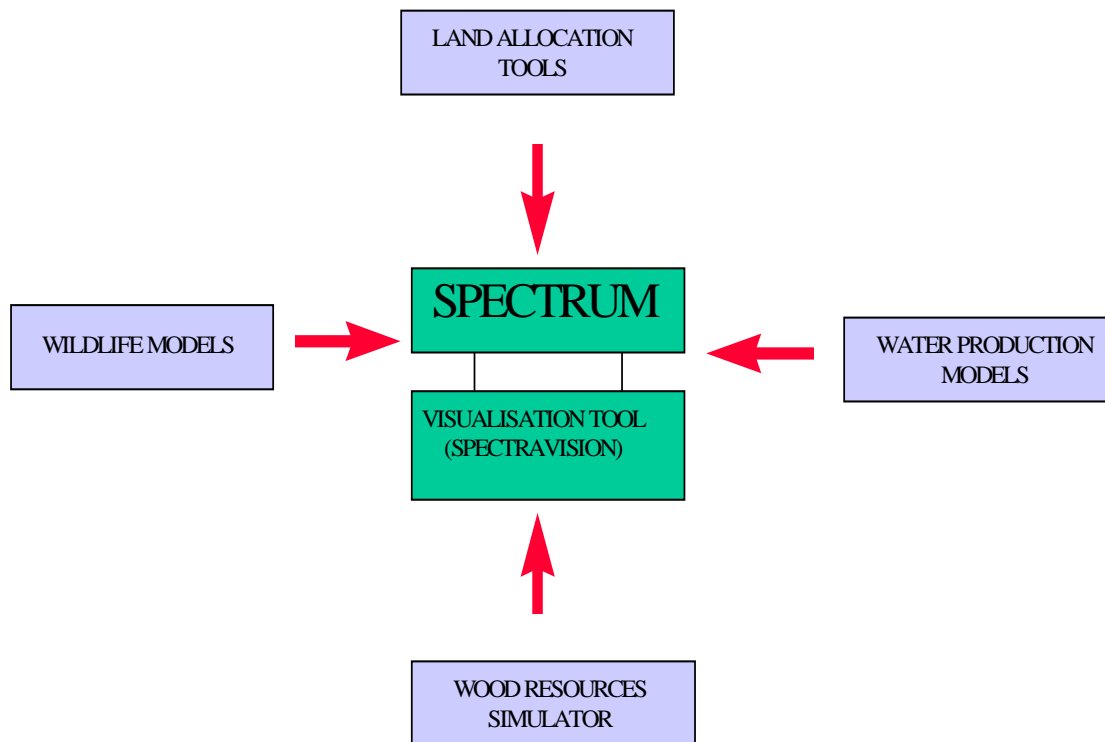 LAND ALLOCATION
TOOLS
SPECTRUM
WILDLIFE MODELS
WATER PRODUCTION
MODELS
VISUALISATION TOOL
(SPECTRAVISION)
WOOD RESOURCES
SIMULATOR